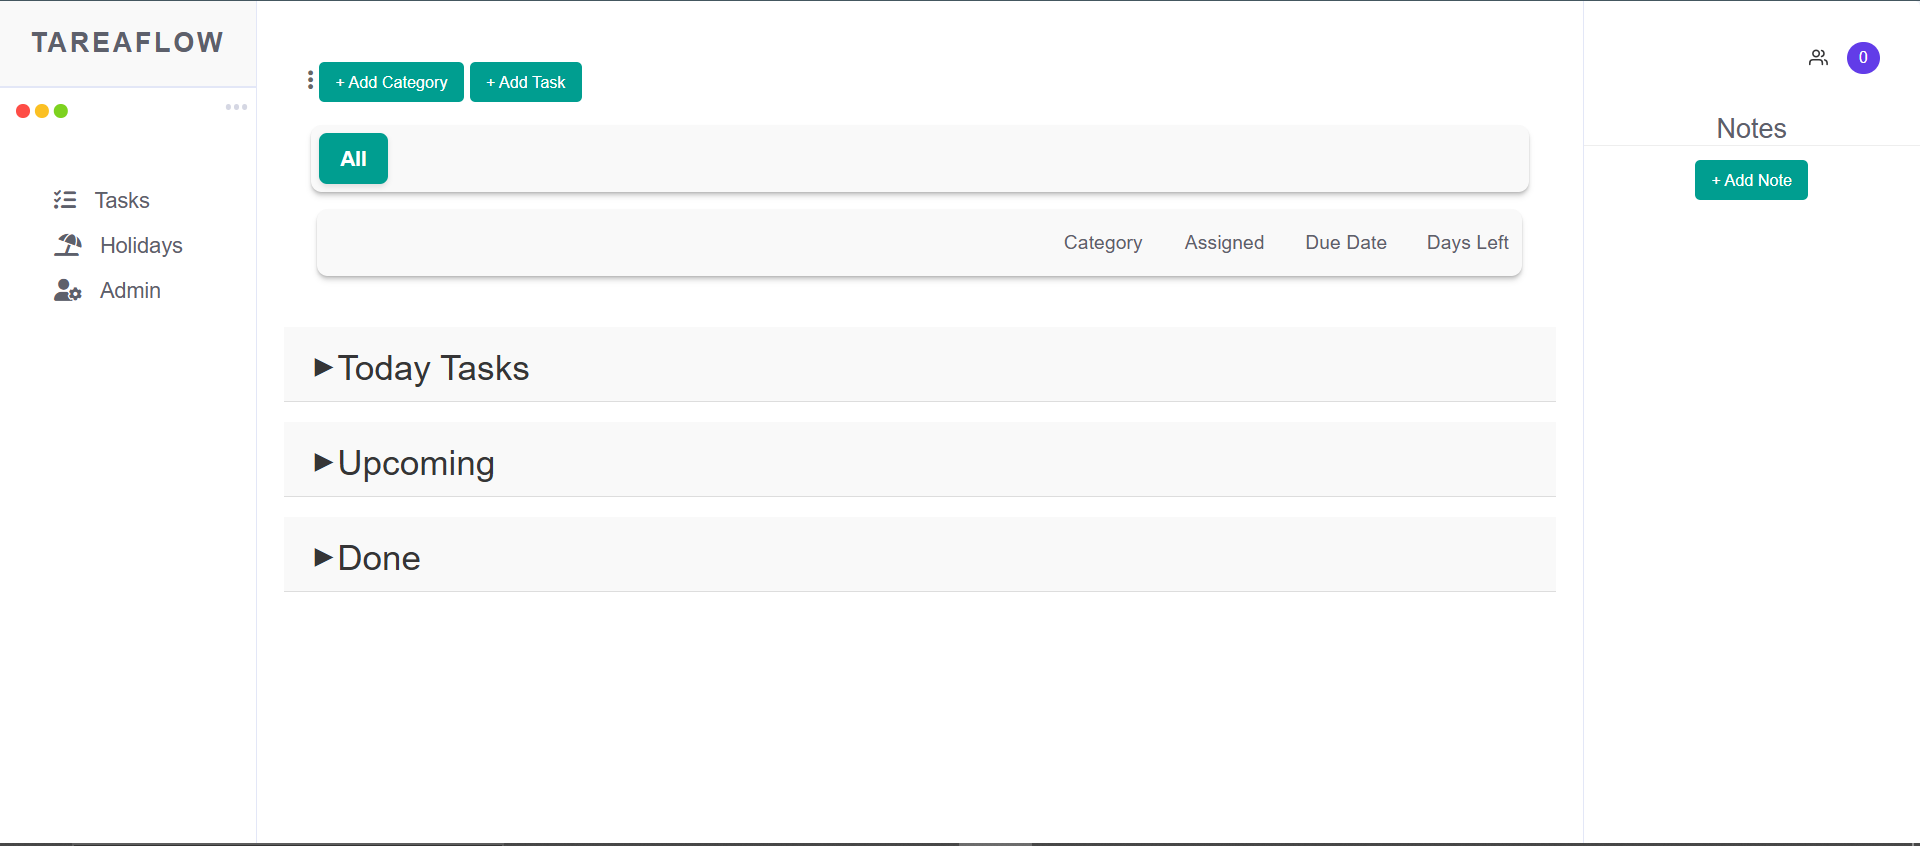 TAREAFLOW
Tasks
Holidays
Admin
+ Add Category + Add Task
All
Category Assigned Due Date Days Left
Today Tasks
Upcoming
Done
0
Notes
+ Add Note